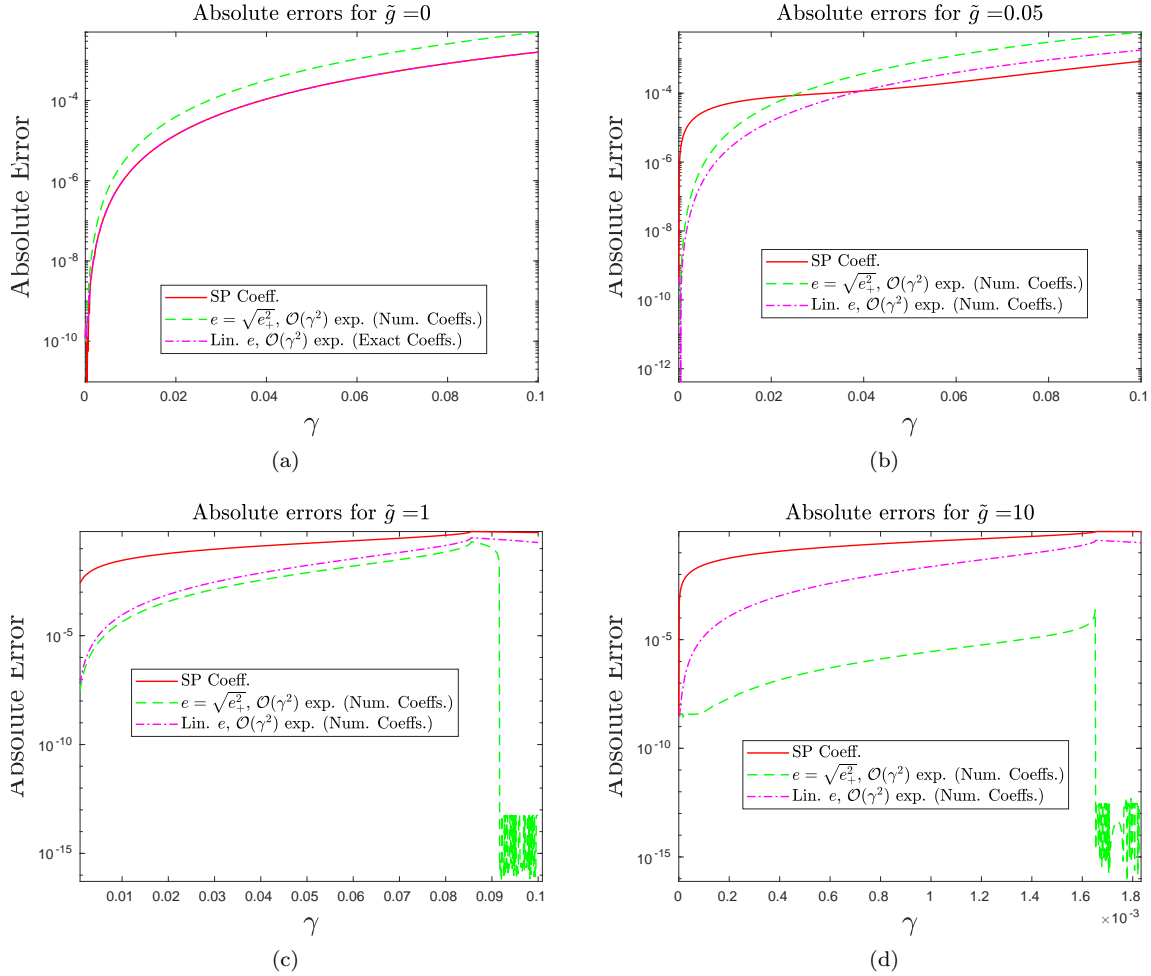 Absolute errors for g̃ =0
Absolute Error
10⁻⁴
10⁻⁶
10⁻⁸
10⁻¹⁰
SP Coeff.
e = √e₊², 𝒪(γ²) exp. (Num. Coeffs.)
Lin. e, 𝒪(γ²) exp. (Exact Coeffs.)
0 0.02 0.04 0.06 0.08 0.1
γ
(a)
Absolute errors for g̃ =0.05
Absolute Error
10⁻⁴
10⁻⁶
10⁻⁸
10⁻¹⁰
10⁻¹²
SP Coeff.
e = √e₊², 𝒪(γ²) exp. (Num. Coeffs.)
Lin. e, 𝒪(γ²) exp. (Num. Coeffs.)
0 0.02 0.04 0.06 0.08 0.1
γ
(b)
Absolute errors for g̃ =1
Absolute Error
10⁻⁵
10⁻¹⁰
10⁻¹⁵
SP Coeff.
e = √e₊², 𝒪(γ²) exp. (Num. Coeffs.)
Lin. e, 𝒪(γ²) exp. (Num. Coeffs.)
0.01 0.02 0.03 0.04 0.05 0.06 0.07 0.08 0.09 0.1
γ
(c)
Absolute errors for g̃ =10
Absolute Error
10⁻⁵
10⁻¹⁰
10⁻¹⁵
SP Coeff.
e = √e₊², 𝒪(γ²) exp. (Num. Coeffs.)
Lin. e, 𝒪(γ²) exp. (Num. Coeffs.)
0 0.2 0.4 0.6 0.8 1 1.2 1.4 1.6 1.8
×10⁻³
γ
(d)